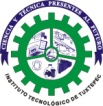 CIENCIA Y TÉCNICA PRESENTES AL FUTURO
INSTITUTO TECNOLÓGICO DE TUXTEPEC